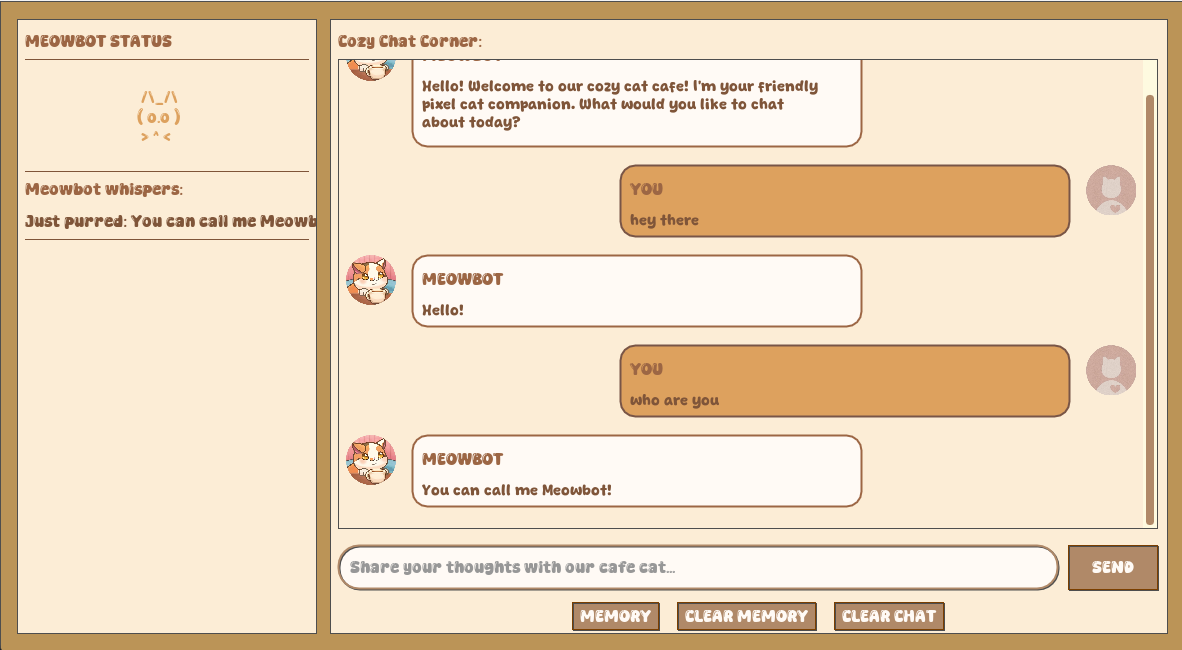 MEOWBOT STATUS
/\_/\
( o.o )
> ^ <
Meowbot whispers:
Just purred: You can call me Meowb
Cozy Chat Corner:
Hello! Welcome to our cozy cat cafe! I'm your friendly
pixel cat companion. What would you like to chat
about today?
YOU
hey there
MEOWBOT
Hello!
YOU
who are you
MEOWBOT
You can call me Meowbot!
Share your thoughts with our cafe cat...
SEND
MEMORY
CLEAR MEMORY
CLEAR CHAT